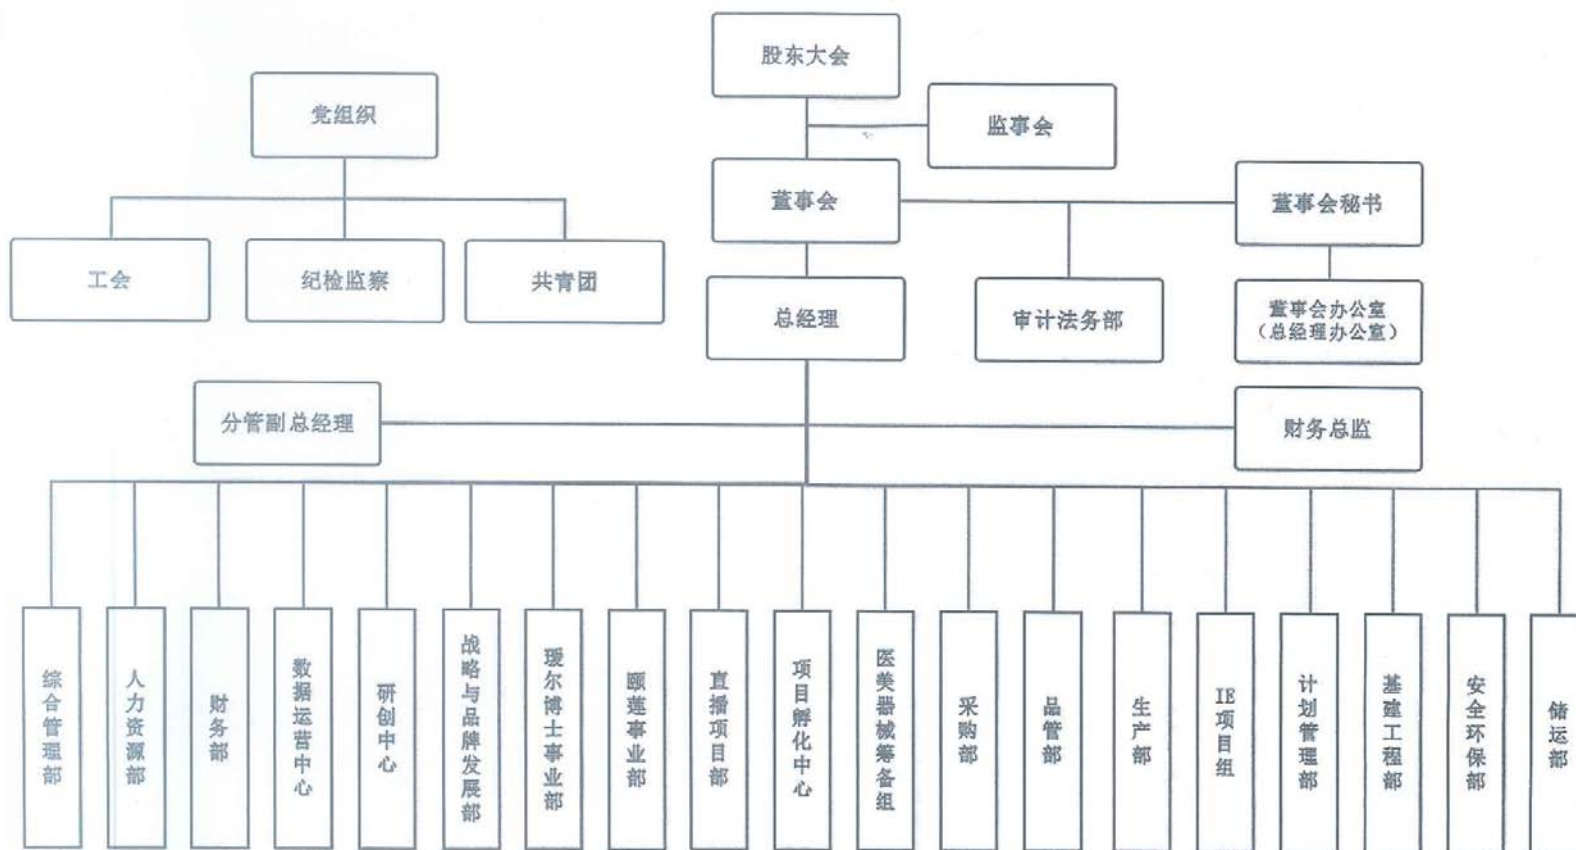 股东大会
党组织
监事会
董事会
董事会秘书
工会
纪检监察
共青团
总经理
审计法务部
董事会办公室
（总经理办公室）
分管副总经理
财务总监
综合管理部
人力资源部
财务部
数据运营中心
研创中心
战略与品牌发展部
瑷尔博士事业部
颐莲事业部
直播项目部
项目孵化中心
医美器械筹备组
采购部
品管部
生产部
IE项目组
计划管理部
基建工程部
安全环保部
储运部